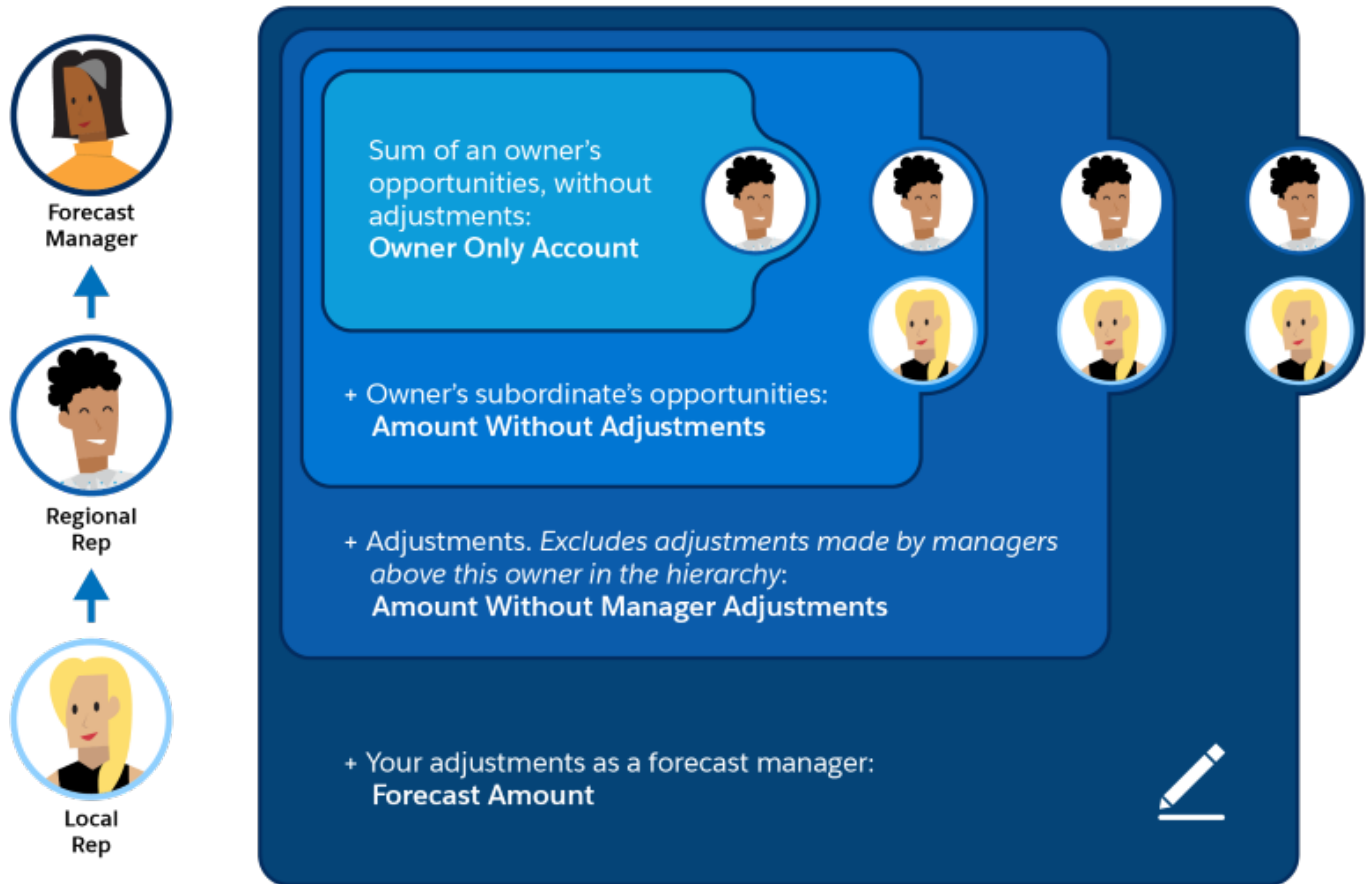 Forecast
Manager
Regional
Rep
Local
Rep
Sum of an owner's
opportunities, without
adjustments:
Owner Only Account
+ Owner's subordinate's opportunities:
Amount Without Adjustments
+ Adjustments. Excludes adjustments made by managers
above this owner in the hierarchy:
Amount Without Manager Adjustments
+ Your adjustments as a forecast manager:
Forecast Amount